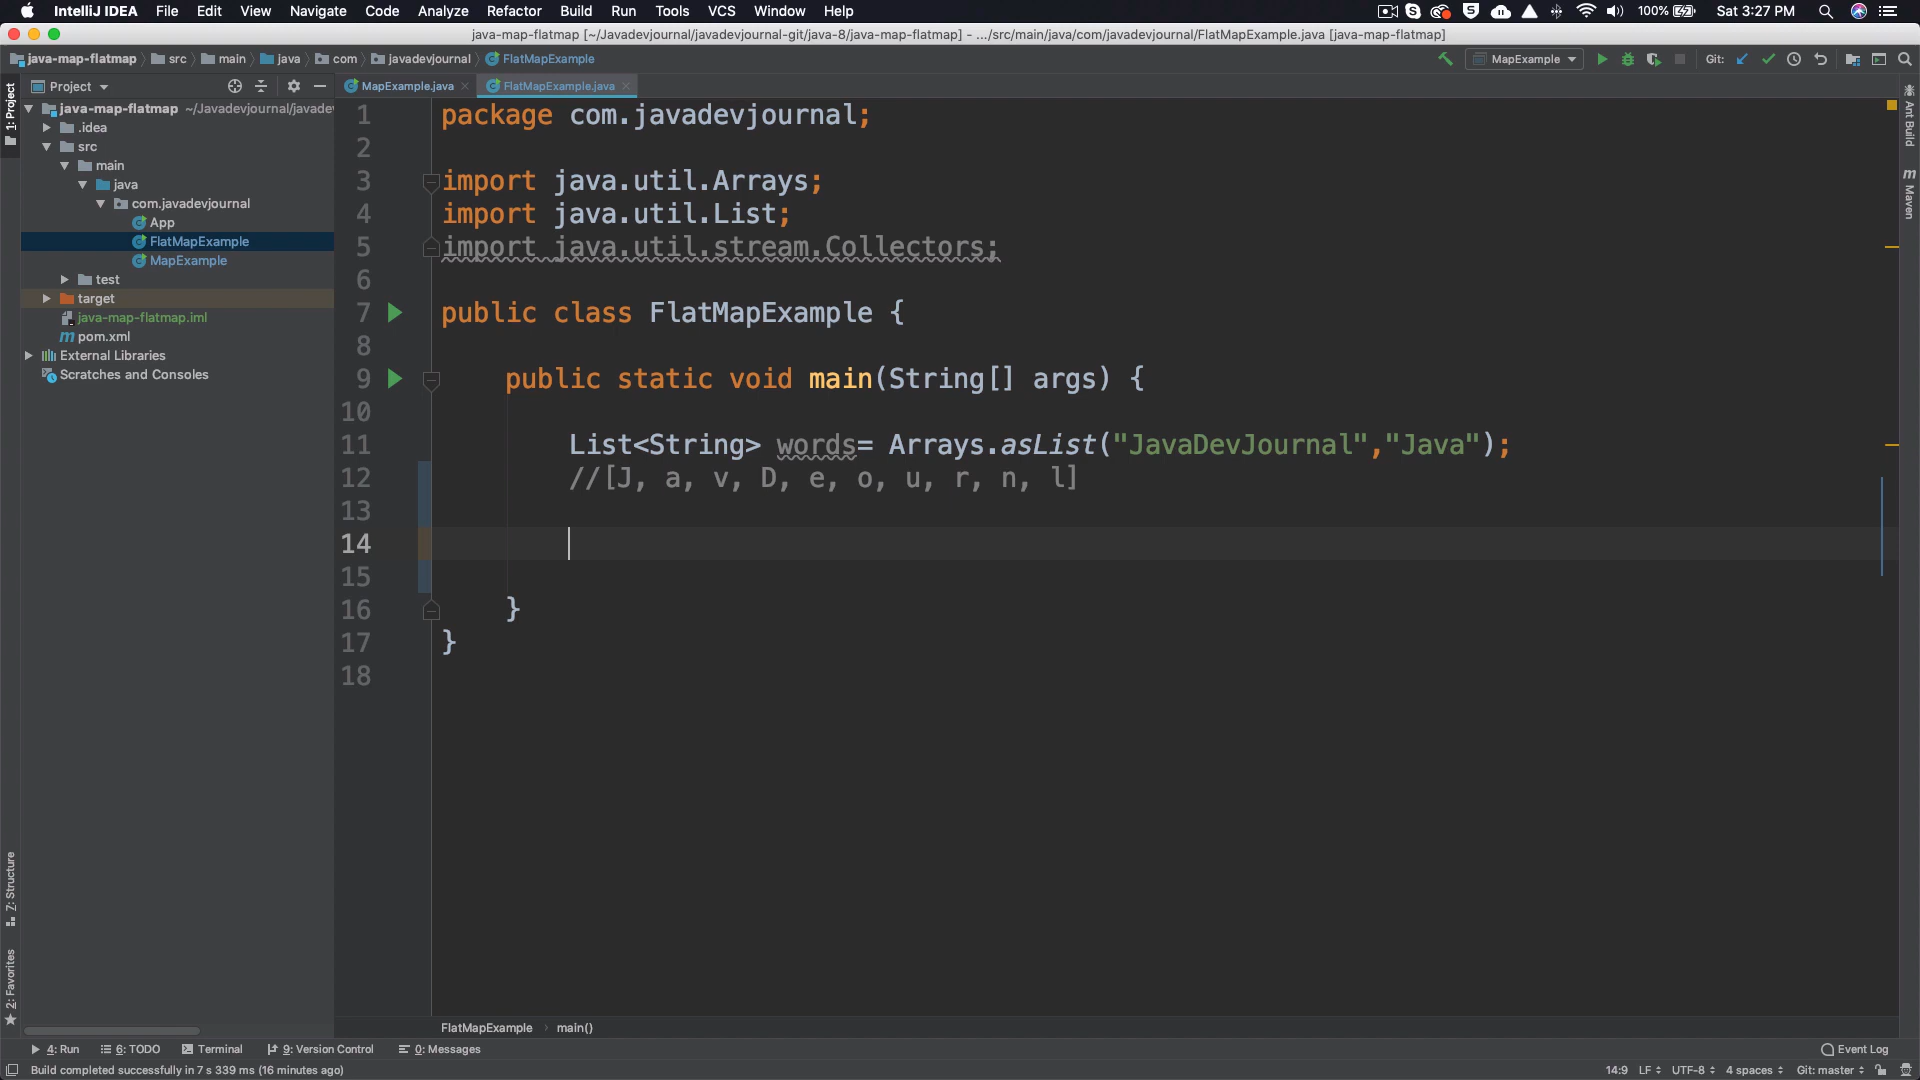 IntelliJ IDEA File Edit View Navigate Code Analyze Refactor Build Run Tools VCS Window Help 100% Sat 3:27 PM
java-map-flatmap [~/Javadevjournal/javadevjournal-git/java-8/java-map-flatmap] – .../src/main/java/com/javadevjournal/FlatMapExample.java [java-map-flatmap]
java-map-flatmap src main java com javadevjournal FlatMapExample MapExample Git:
Project MapExample.java FlatMapExample.java
1: Project
java-map-flatmap ~/Javadevjournal/javade
.idea
src
main
java
com.javadevjournal
App
FlatMapExample
MapExample
test
target
java-map-flatmap.iml
pom.xml
External Libraries
Scratches and Consoles
Z: Structure
2: Favorites
1 package com.javadevjournal;
2
3 import java.util.Arrays;
4 import java.util.List;
5 import java.util.stream.Collectors;
6
7 public class FlatMapExample {
8
9 public static void main(String[] args) {
10
11 List<String> words= Arrays.asList("JavaDevJournal","Java");
12 //[J, a, v, D, e, o, u, r, n, l]
13
14
15
16 }
17 }
18
Ant Build
m Maven
FlatMapExample › main()
4: Run 6: TODO Terminal 9: Version Control 0: Messages Event Log
Build completed successfully in 7 s 339 ms (16 minutes ago) 14:9 LF UTF-8 4 spaces Git: master